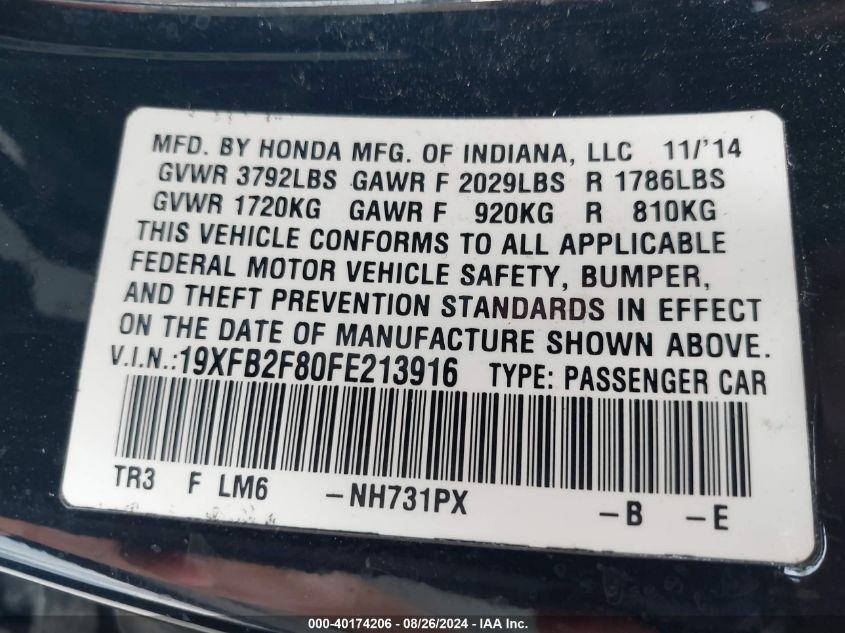 MFD. BY HONDA MFG. OF INDIANA, LLC 11/'14
GVWR 3792LBS GAWR F 2029LBS R 1786LBS
GVWR 1720KG GAWR F 920KG R 810KG
THIS VEHICLE CONFORMS TO ALL APPLICABLE
FEDERAL MOTOR VEHICLE SAFETY, BUMPER,
AND THEFT PREVENTION STANDARDS IN EFFECT
ON THE DATE OF MANUFACTURE SHOWN ABOVE.
V.I.N.:19XFB2F80FE213916 TYPE: PASSENGER CAR
TR3 F LM6 -NH731PX -B -E
000-40174206 - 08/26/2024 - IAA Inc.